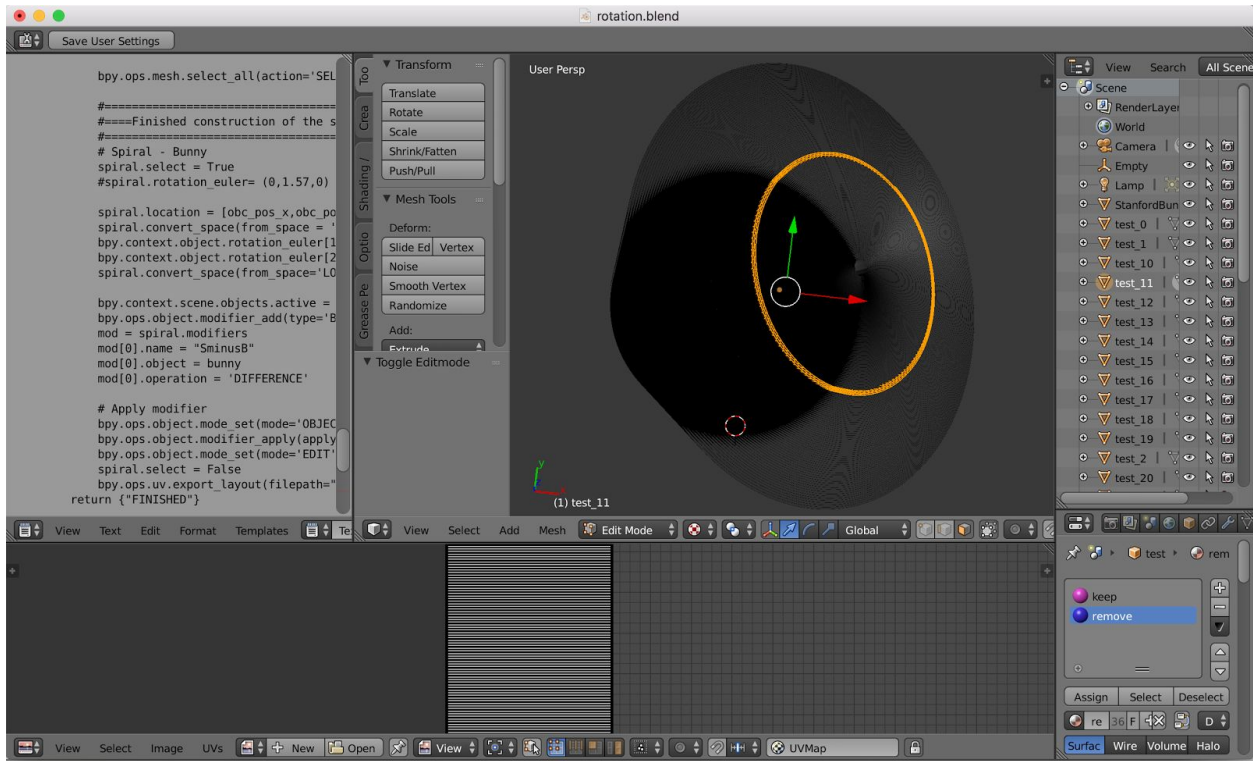 rotation.blend
Save User Settings
bpy.ops.mesh.select_all(action='SEL
#==================================
#====Finished construction of the s
#==================================
# Spiral - Bunny
spiral.select = True
#spiral.rotation_euler= (0,1.57,0)
spiral.location = [obc_pos_x,obc_po
spiral.convert_space(from_space = '
bpy.context.object.rotation_euler[1
bpy.context.object.rotation_euler[2
spiral.convert_space(from_space='LO
bpy.context.scene.objects.active =
bpy.ops.object.modifier_add(type='B
mod = spiral.modifiers
mod[0].name = "SminusB"
mod[0].object = bunny
mod[0].operation = 'DIFFERENCE'
# Apply modifier
bpy.ops.object.mode_set(mode='OBJEC
bpy.ops.object.modifier_apply(apply
bpy.ops.object.mode_set(mode='EDIT'
spiral.select = False
bpy.ops.uv.export_layout(filepath="
return {"FINISHED"}
View Text Edit Format Templates Te
Too
Crea
Shading /
Optio
Grease Pe
Transform
Translate
Rotate
Scale
Shrink/Fatten
Push/Pull
Mesh Tools
Deform:
Slide Ed Vertex
Noise
Smooth Vertex
Randomize
Add:
Extrude
Toggle Editmode
User Persp
y
(1) test_11
View Select Add Mesh Edit Mode Global
View Search All Scene
Scene
RenderLayer
World
Camera
Empty
Lamp
StanfordBun
test_0
test_1
test_10
test_11
test_12
test_13
test_14
test_15
test_16
test_17
test_18
test_19
test_2
test_20
test rem
keep
remove
Assign Select Deselect
re 36 F D
Surfac Wire Volume Halo
View Select Image UVs New Open View UVMap